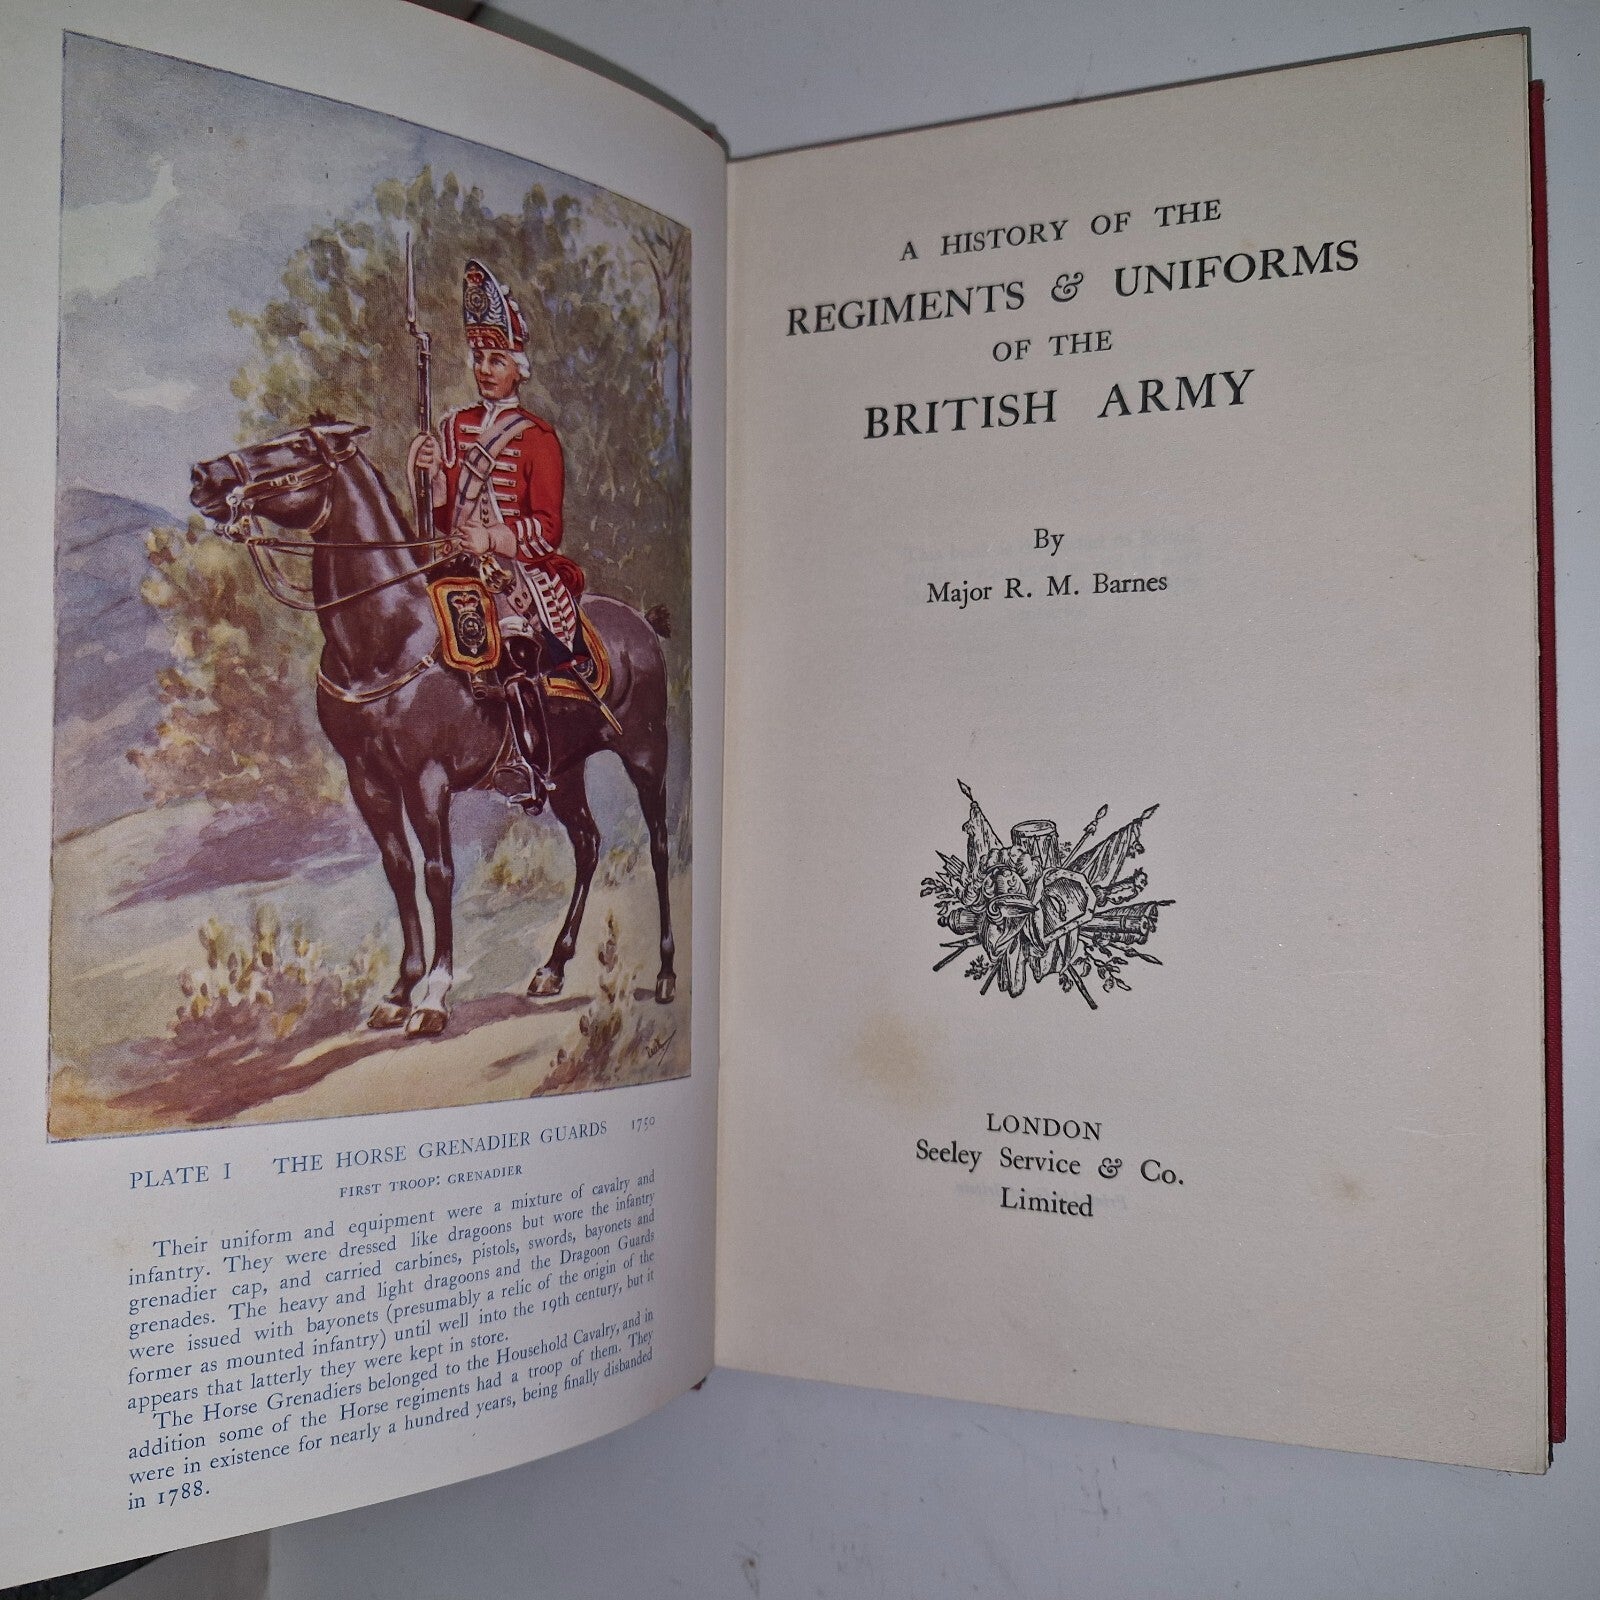 PLATE I THE HORSE GRENADIER GUARDS 1750
FIRST TROOP: GRENADIER
Their uniform and equipment were a mixture of cavalry and
infantry. They were dressed like dragoons but wore the infantry
grenadier cap, and carried carbines, pistols, swords, bayonets and
grenades. The heavy and light dragoons and the Dragoon Guards
were issued with bayonets (presumably a relic of the origin of the
former as mounted infantry) until well into the 19th century, but it
appears that latterly they were kept in store.
The Horse Grenadiers belonged to the Household Cavalry, and in
addition some of the Horse regiments had a troop of them. They
were in existence for nearly a hundred years, being finally disbanded
in 1788.
A HISTORY OF THE
REGIMENTS & UNIFORMS
OF THE
BRITISH ARMY
By
Major R. M. Barnes
LONDON
Seeley Service & Co.
Limited